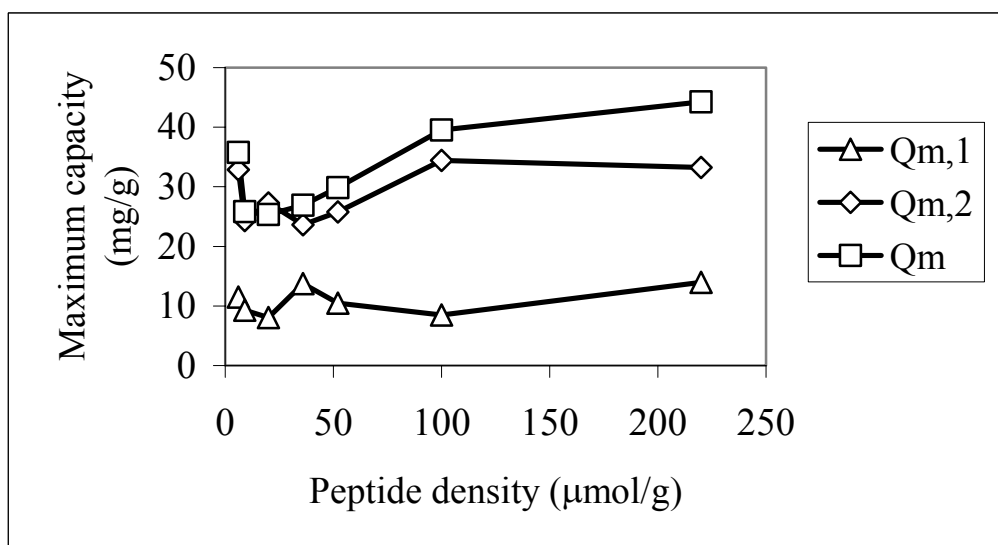 50
40
30
20
10
0
Maximum capacity
(mg/g)
0 50 100 150 200 250
Peptide density (μmol/g)
Qm,1
Qm,2
Qm